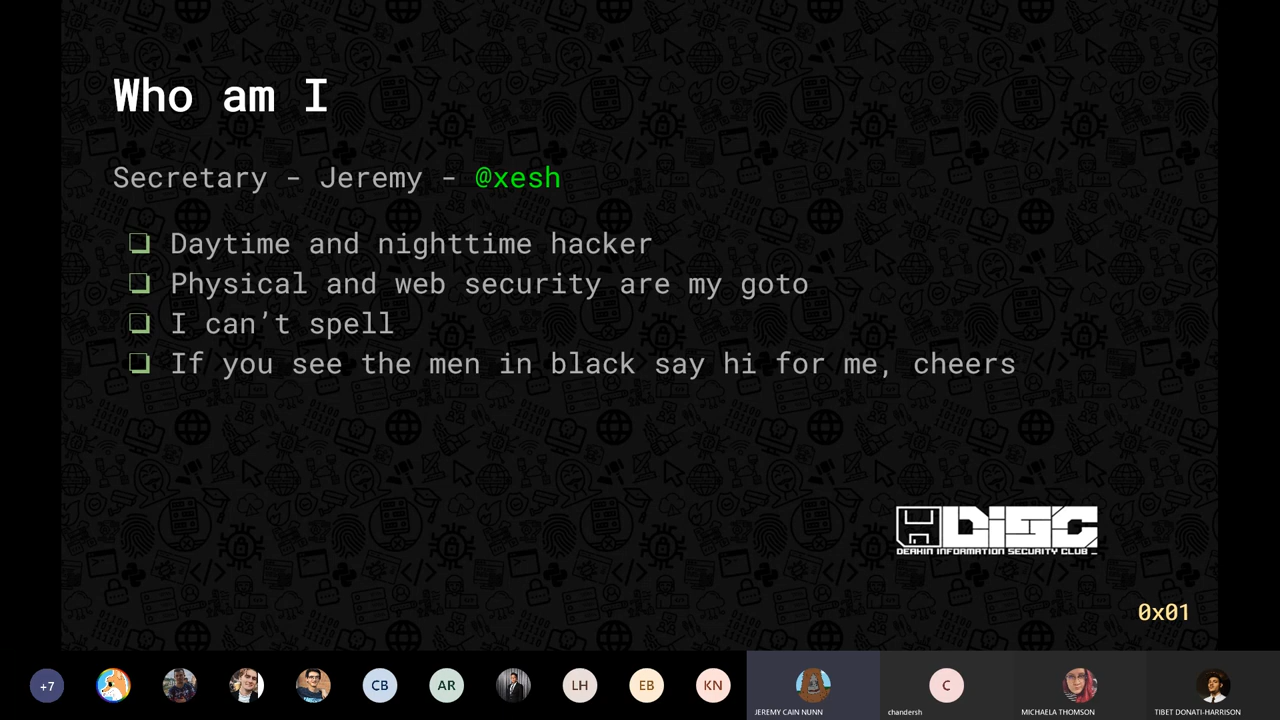 Who am I
Secretary - Jeremy - @xesh
Daytime and nighttime hacker
Physical and web security are my goto
I can’t spell
If you see the men in black say hi for me, cheers
DISC
DEAKIN INFORMATION SECURITY CLUB _
0x01
+7
CB
AR
LH
EB
KN
C
JEREMY CAIN NUNN
chandersh
MICHAELA THOMSON
TIBET DONATI-HARRISON